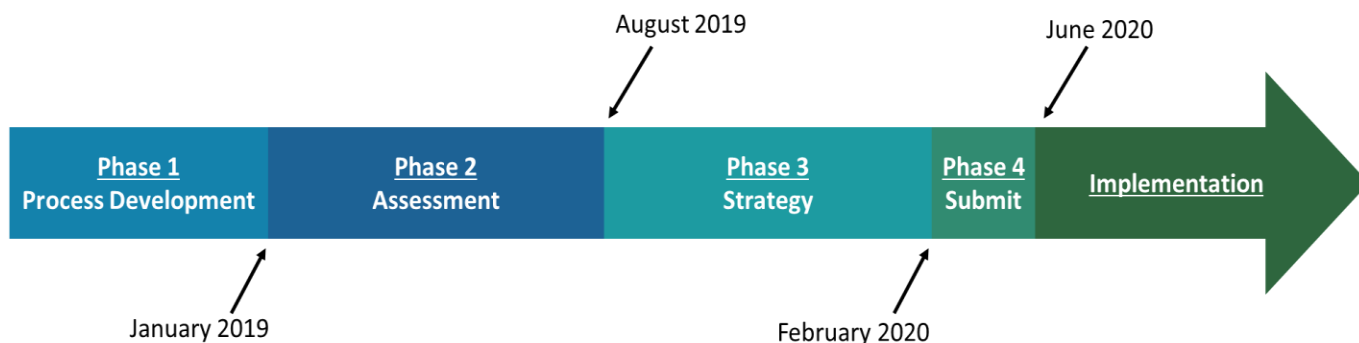 August 2019
June 2020
Phase 1
Process Development
Phase 2
Assessment
Phase 3
Strategy
Phase 4
Submit
Implementation
January 2019
February 2020